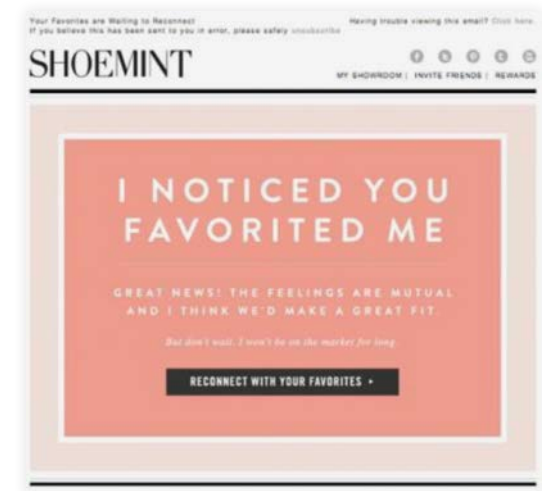 Your Favorites are Waiting to Reconnect
If you believe this has been sent to you in error, please safely unsubscribe
Having trouble viewing this email? Click here.
SHOEMINT
MY SHOWROOM | INVITE FRIENDS | REWARDS
I NOTICED YOU
FAVORITED ME
GREAT NEWS! THE FEELINGS ARE MUTUAL
AND I THINK WE'D MAKE A GREAT FIT.
But don't wait. I won't be on the market for long.
RECONNECT WITH YOUR FAVORITES